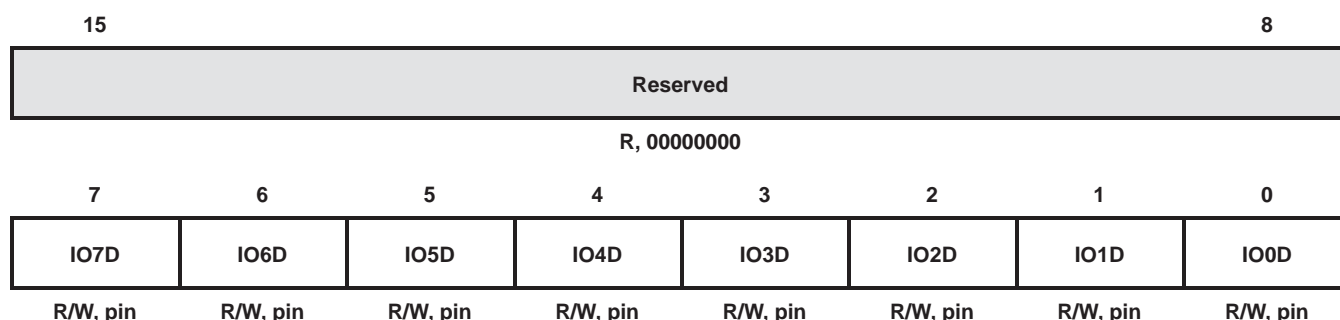 15 8
Reserved
R, 00000000
7 6 5 4 3 2 1 0
IO7D IO6D IO5D IO4D IO3D IO2D IO1D IO0D
R/W, pin R/W, pin R/W, pin R/W, pin R/W, pin R/W, pin R/W, pin R/W, pin